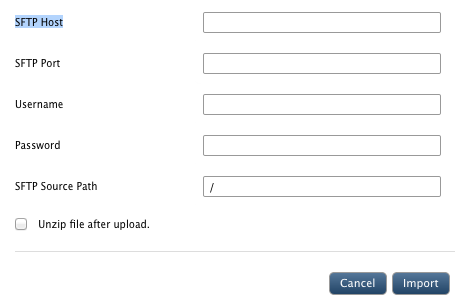 SFTP Host
SFTP Port
Username
Password
SFTP Source Path
/
Unzip file after upload.
Cancel Import